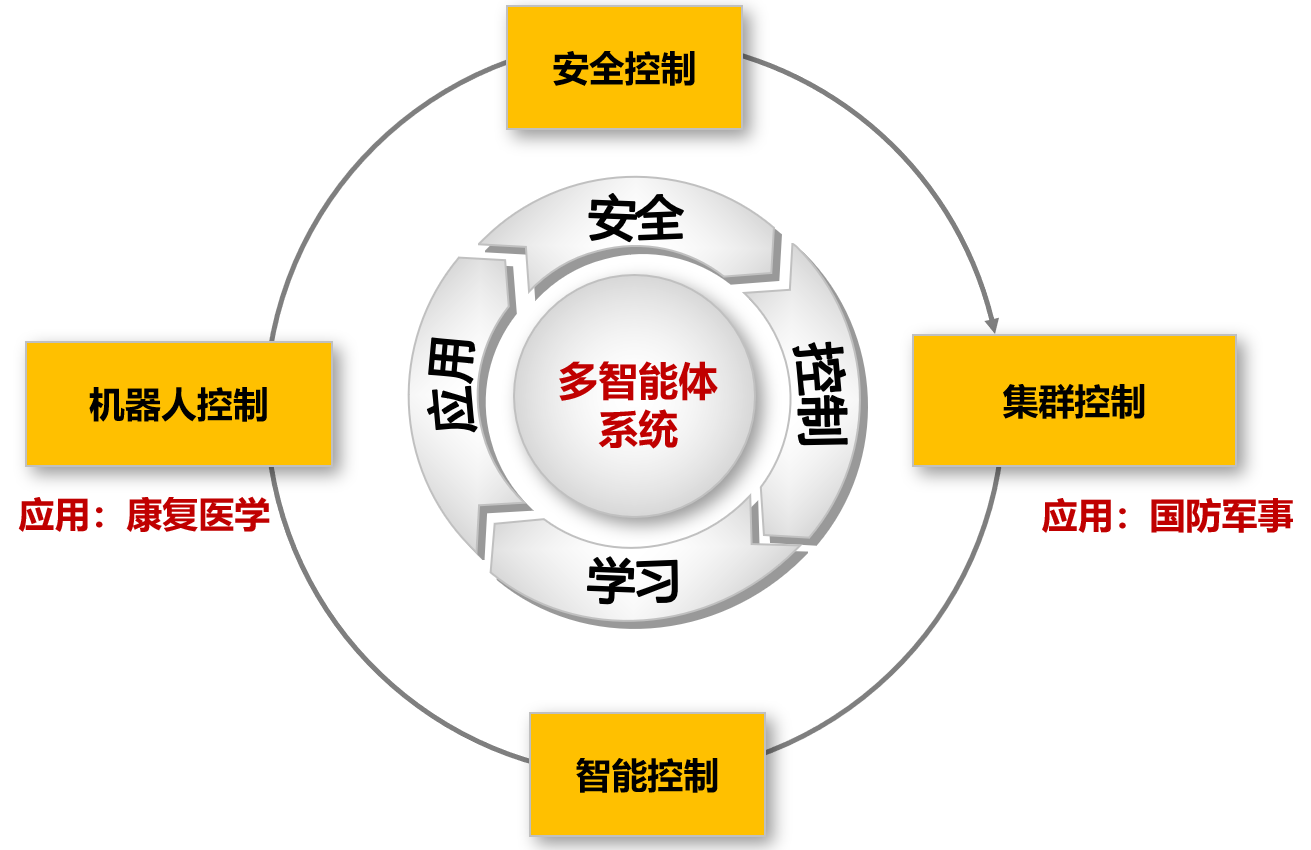 安全控制
安全
应用
控制
多智能体
系统
机器人控制
集群控制
应用：康复医学
应用：国防军事
学习
智能控制